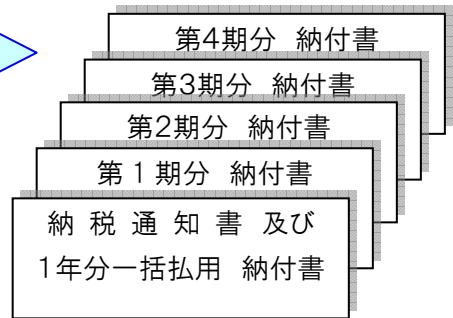 第4期分 納付書
第3期分 納付書
第2期分 納付書
第1期分 納付書
納税通知書 及び
1年分一括払用 納付書